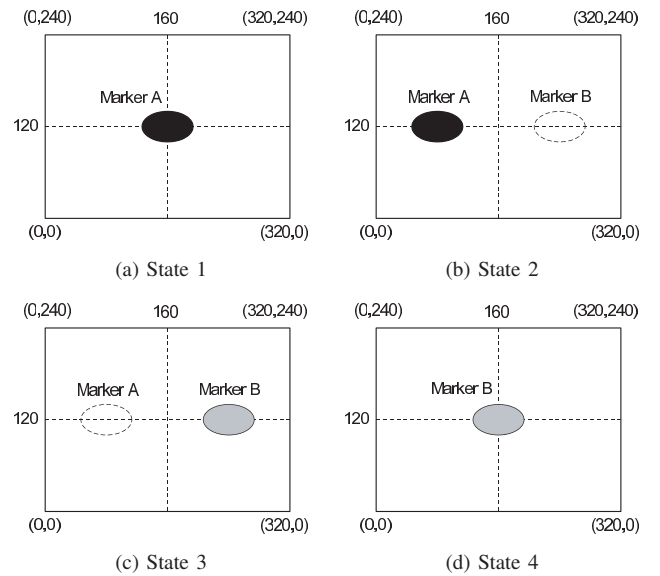 (0,240) 160 (320,240)
Marker A
120
(0,0) (320,0)
(a) State 1
(0,240) 160 (320,240)
Marker A Marker B
120
(0,0) (320,0)
(b) State 2
(0,240) 160 (320,240)
Marker A Marker B
120
(0,0) (320,0)
(c) State 3
(0,240) 160 (320,240)
Marker B
120
(0,0) (320,0)
(d) State 4